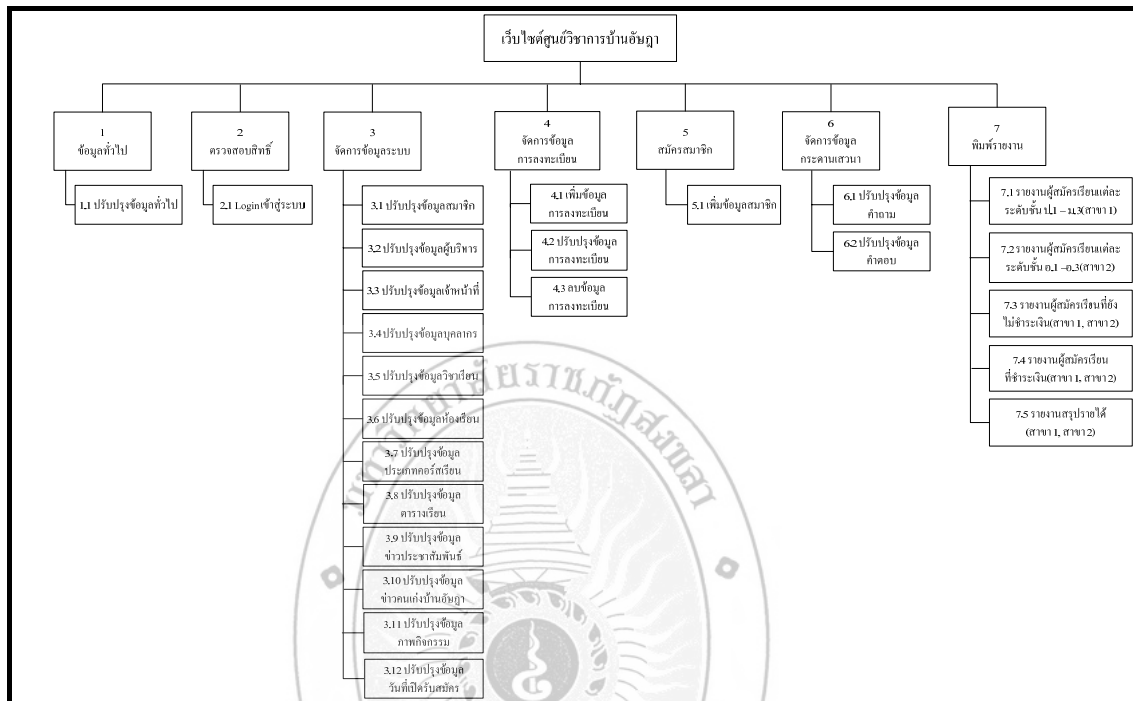 เว็บไซต์ศูนย์วิชาการบ้านอัษฎา
1
ข้อมูลทั่วไป
1.1 ปรับปรุงข้อมูลทั่วไป
2
ตรวจสอบสิทธิ์
2.1 Loginเข้าสู่ระบบ
3
จัดการข้อมูลระบบ
3.1 ปรับปรุงข้อมูลสมาชิก
3.2 ปรับปรุงข้อมูลผู้บริหาร
3.3 ปรับปรุงข้อมูลเจ้าหน้าที่
3.4 ปรับปรุงข้อมูลบุคลากร
3.5 ปรับปรุงข้อมูลวิชาเรียน
3.6 ปรับปรุงข้อมูลห้องเรียน
3.7 ปรับปรุงข้อมูล
ประเภทคอร์สเรียน
3.8 ปรับปรุงข้อมูล
ตารางเรียน
3.9 ปรับปรุงข้อมูล
ข่าวประชาสัมพันธ์
3.10 ปรับปรุงข้อมูล
ข่าวคนเก่งบ้านอัษฎา
3.11 ปรับปรุงข้อมูล
ภาพกิจกรรม
3.12 ปรับปรุงข้อมูล
วันที่เปิดรับสมัคร
4
จัดการข้อมูล
การลงทะเบียน
4.1 เพิ่มข้อมูล
การลงทะเบียน
4.2 ปรับปรุงข้อมูล
การลงทะเบียน
4.3 ลบข้อมูล
การลงทะเบียน
5
สมัครสมาชิก
5.1 เพิ่มข้อมูลสมาชิก
6
จัดการข้อมูล
กระดานเสวนา
6.1 ปรับปรุงข้อมูล
คำถาม
6.2 ปรับปรุงข้อมูล
คำตอบ
7
พิมพ์รายงาน
7.1 รายงานผู้สมัครเรียนแต่ละ
ระดับชั้น ป.1 – ม.3(สาขา 1)
7.2 รายงานผู้สมัครเรียนแต่ละ
ระดับชั้น อ.1 –อ.3(สาขา 2)
7.3 รายงานผู้สมัครเรียนที่ยัง
ไม่ชำระเงิน(สาขา 1, สาขา 2)
7.4 รายงานผู้สมัครเรียน
ที่ชำระเงิน(สาขา 1, สาขา 2)
7.5 รายงานสรุปรายได้
(สาขา 1, สาขา 2)
มหาวิทยาลัยราชภัฏสงขลา